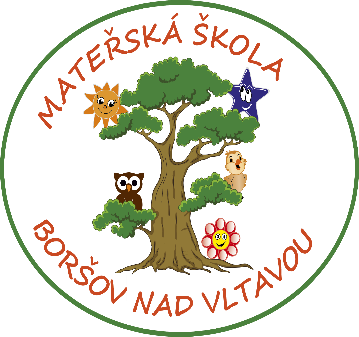 MATEŘSKÁ ŠKOLA
BORŠOV NAD VLTAVOU